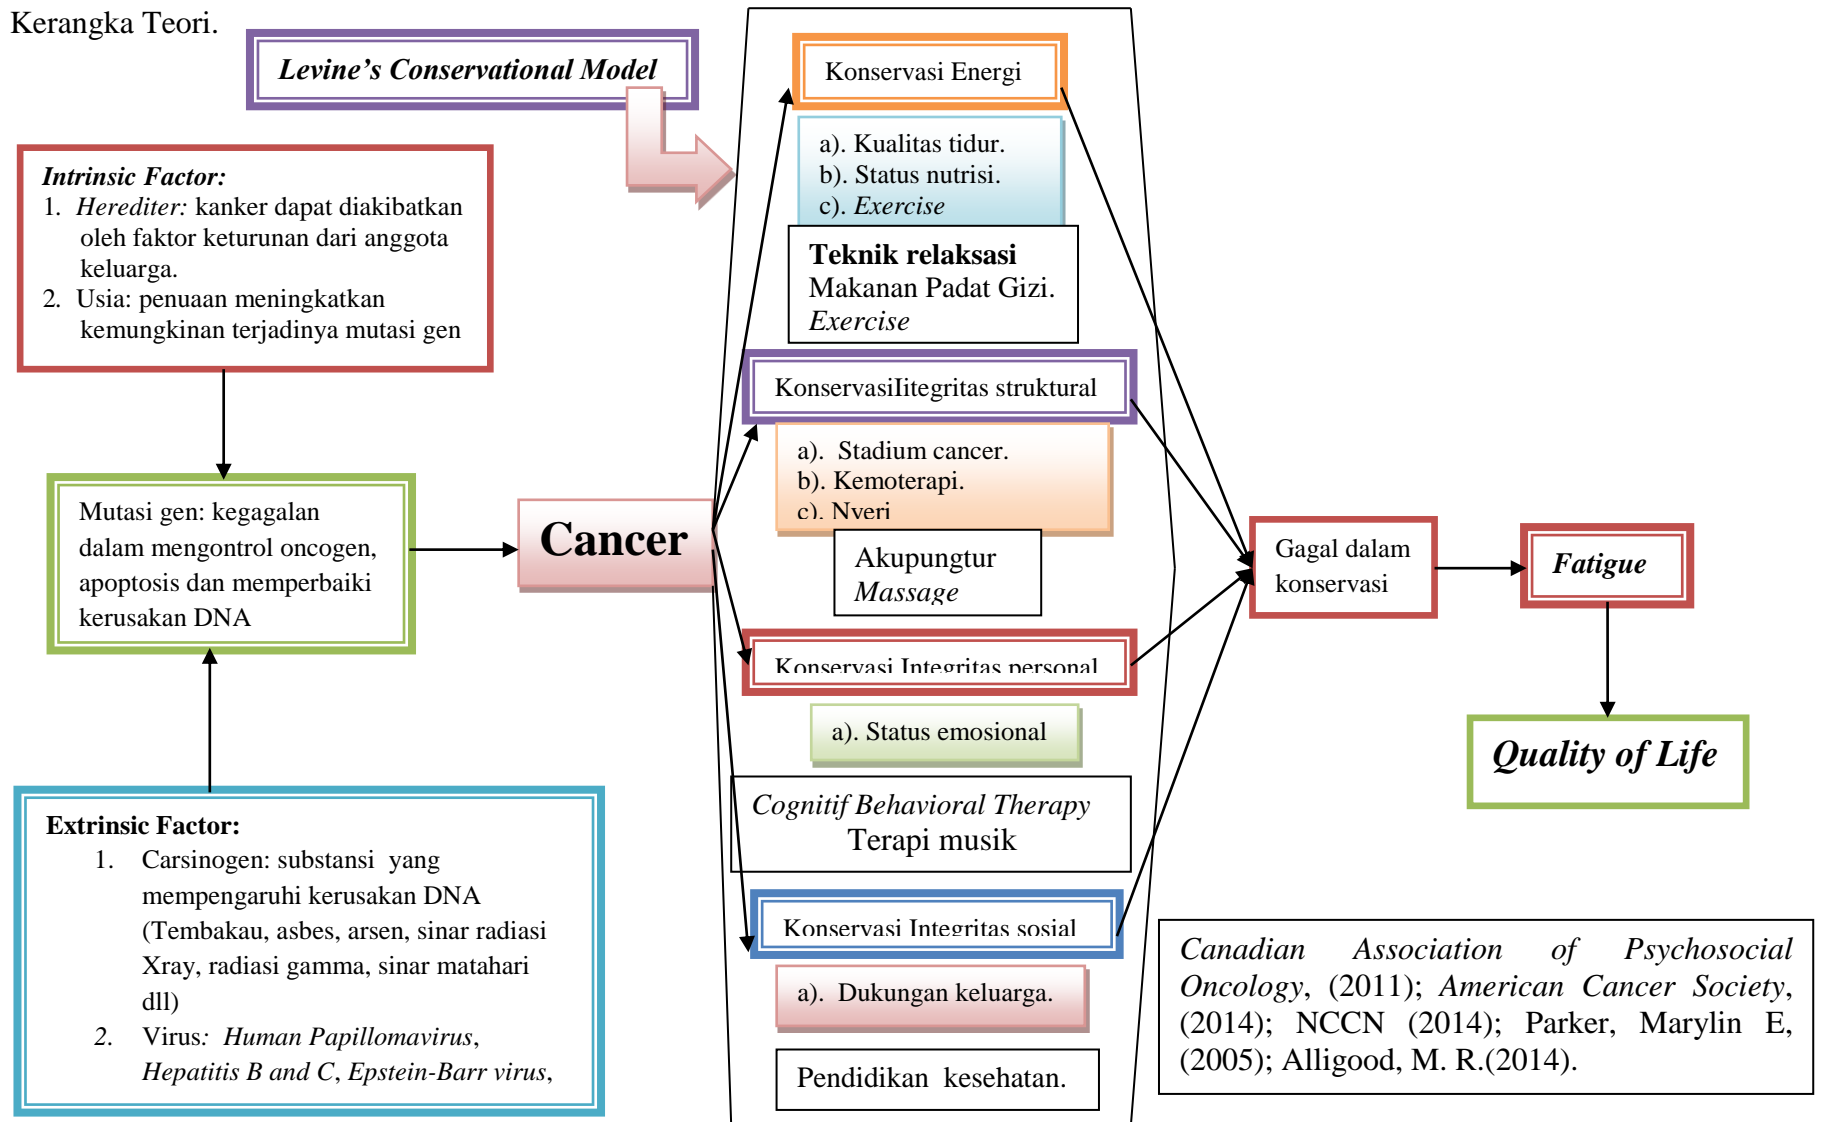 Kerangka Teori.
Levine’s Conservational Model
Intrinsic Factor:
1. Herediter: kanker dapat diakibatkan
oleh faktor keturunan dari anggota
keluarga.
2. Usia: penuaan meningkatkan
kemungkinan terjadinya mutasi gen
Mutasi gen: kegagalan
dalam mengontrol oncogen,
apoptosis dan memperbaiki
kerusakan DNA
Extrinsic Factor:
1. Carsinogen: substansi yang
mempengaruhi kerusakan DNA
(Tembakau, asbes, arsen, sinar radiasi
Xray, radiasi gamma, sinar matahari
dll)
2. Virus: Human Papillomavirus,
Hepatitis B and C, Epstein-Barr virus,
Cancer
Konservasi Energi
a). Kualitas tidur.
b). Status nutrisi.
c). Exercise
Teknik relaksasi
Makanan Padat Gizi.
Exercise
KonservasiIitegritas struktural
a). Stadium cancer.
b). Kemoterapi.
c). Nyeri
Akupungtur
Massage
Konservasi Integritas personal
a). Status emosional
Cognitif Behavioral Therapy
Terapi musik
Konservasi Integritas sosial
a). Dukungan keluarga.
Pendidikan kesehatan.
Gagal dalam
konservasi
Fatigue
Quality of Life
Canadian Association of Psychosocial
Oncology, (2011); American Cancer Society,
(2014); NCCN (2014); Parker, Marylin E,
(2005); Alligood, M. R.(2014).